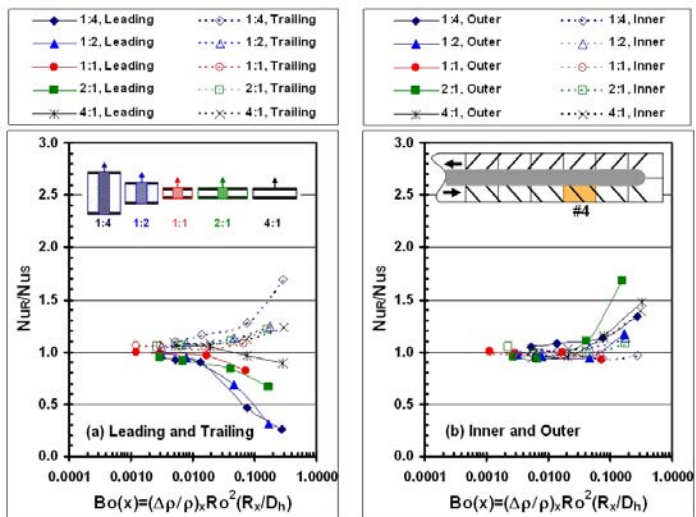 1:4, Leading 1:4, Trailing
1:2, Leading 1:2, Trailing
1:1, Leading 1:1, Trailing
2:1, Leading 2:1, Trailing
4:1, Leading 4:1, Trailing
1:4, Outer 1:4, Inner
1:2, Outer 1:2, Inner
1:1, Outer 1:1, Inner
2:1, Outer 2:1, Inner
4:1, Outer 4:1, Inner
3.0
2.5
2.0
1.5
1.0
0.5
0.0
NuR/Nus
1:4 1:2 1:1 2:1 4:1
(a) Leading and Trailing
0.0001 0.0010 0.0100 0.1000 1.0000
Bo(x)=(Δρ/ρ)ₓRo²(Rₓ/Dₕ)
3.0
2.5
2.0
1.5
1.0
0.5
0.0
NuR/Nus
#4
(b) Inner and Outer
0.0001 0.0010 0.0100 0.1000 1.0000
Bo(x)=(Δρ/ρ)ₓRo²(Rₓ/Dₕ)